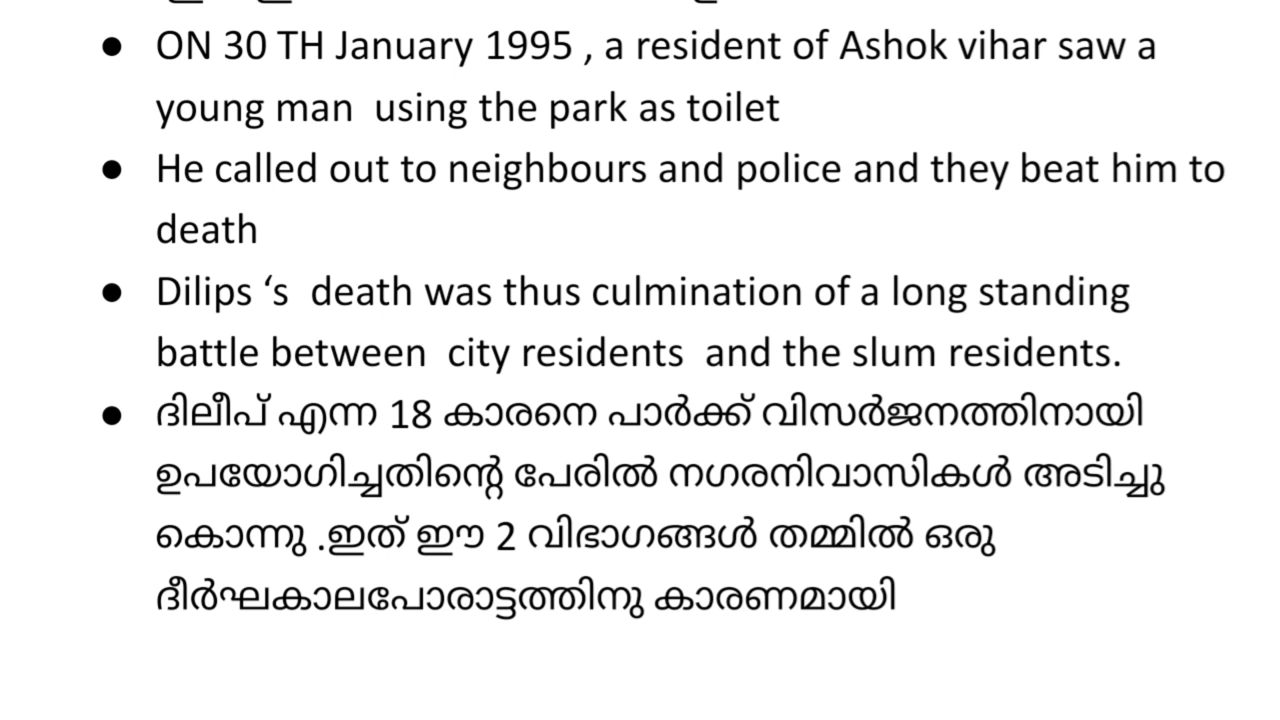 ● ON 30 TH January 1995 , a resident of Ashok vihar saw a
young man  using the park as toilet
● He called out to neighbours and police and they beat him to
death
● Dilips ‘s  death was thus culmination of a long standing
battle between  city residents  and the slum residents.
● ദിലീപ് എന്ന 18 കാരനെ പാർക്ക് വിസർജനത്തിനായി
ഉപയോഗിച്ചതിന്റെ പേരിൽ നഗരനിവാസികൾ അടിച്ചു
കൊന്നു .ഇത് ഈ 2 വിഭാഗങ്ങൾ തമ്മിൽ ഒരു
ദീർഘകാലപോരാട്ടത്തിനു കാരണമായി